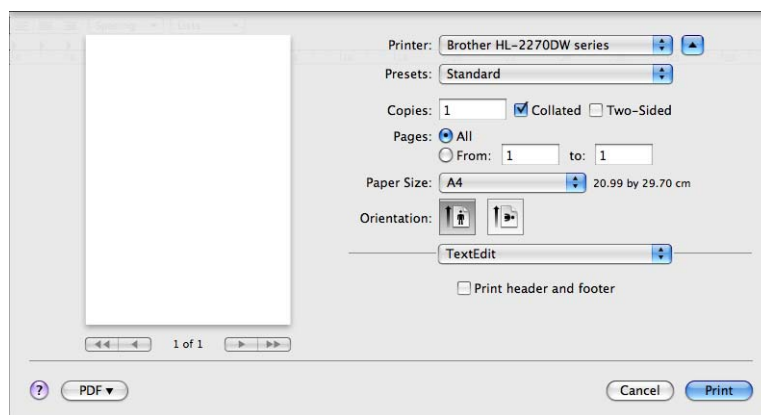 Spacing Lists
Printer: Brother HL-2270DW series
Presets: Standard
Copies: 1 Collated Two-Sided
Pages: All
From: 1 to: 1
Paper Size: A4 20.99 by 29.70 cm
Orientation:
TextEdit
Print header and footer
1 of 1
? PDF Cancel Print